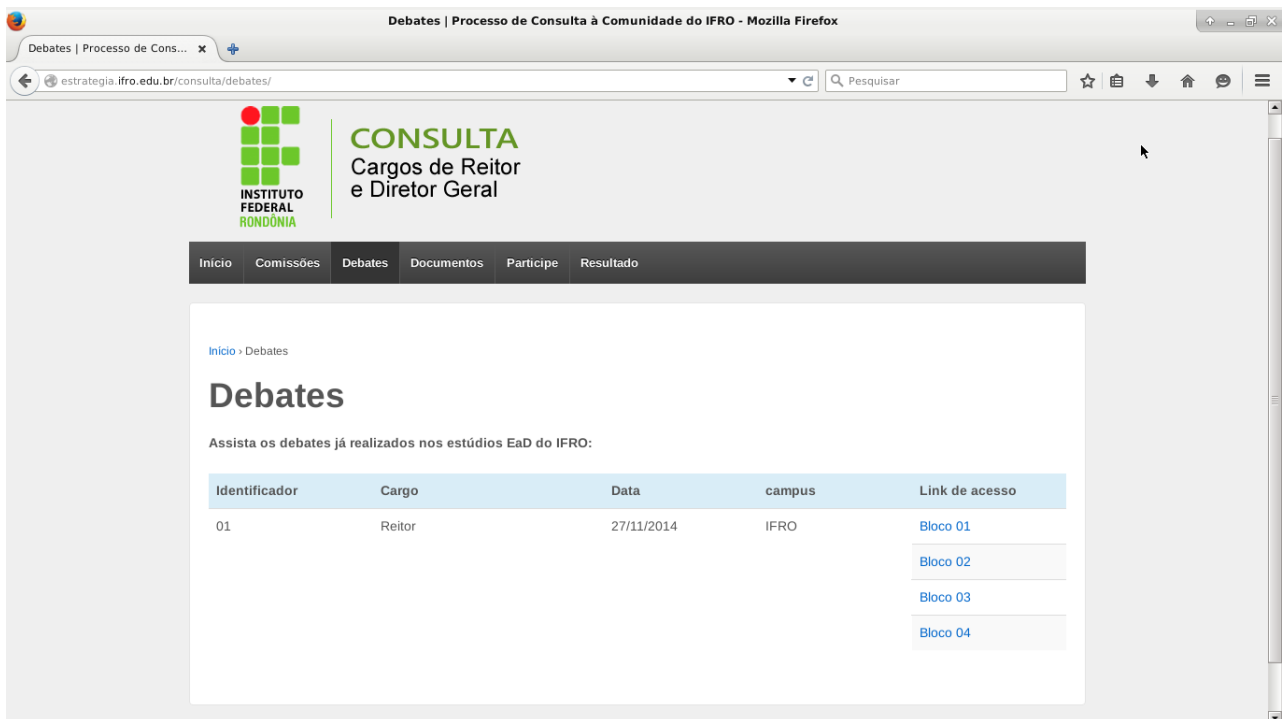 Debates | Processo de Consulta à Comunidade do IFRO - Mozilla Firefox
Debates | Processo de Cons...
estrategia.ifro.edu.br/consulta/debates/
Pesquisar
INSTITUTO
FEDERAL
RONDÔNIA
CONSULTA
Cargos de Reitor
e Diretor Geral
Início Comissões Debates Documentos Participe Resultado
Início › Debates
Debates
Assista os debates já realizados nos estúdios EaD do IFRO:
Identificador Cargo Data campus Link de acesso
01 Reitor 27/11/2014 IFRO Bloco 01
Bloco 02
Bloco 03
Bloco 04